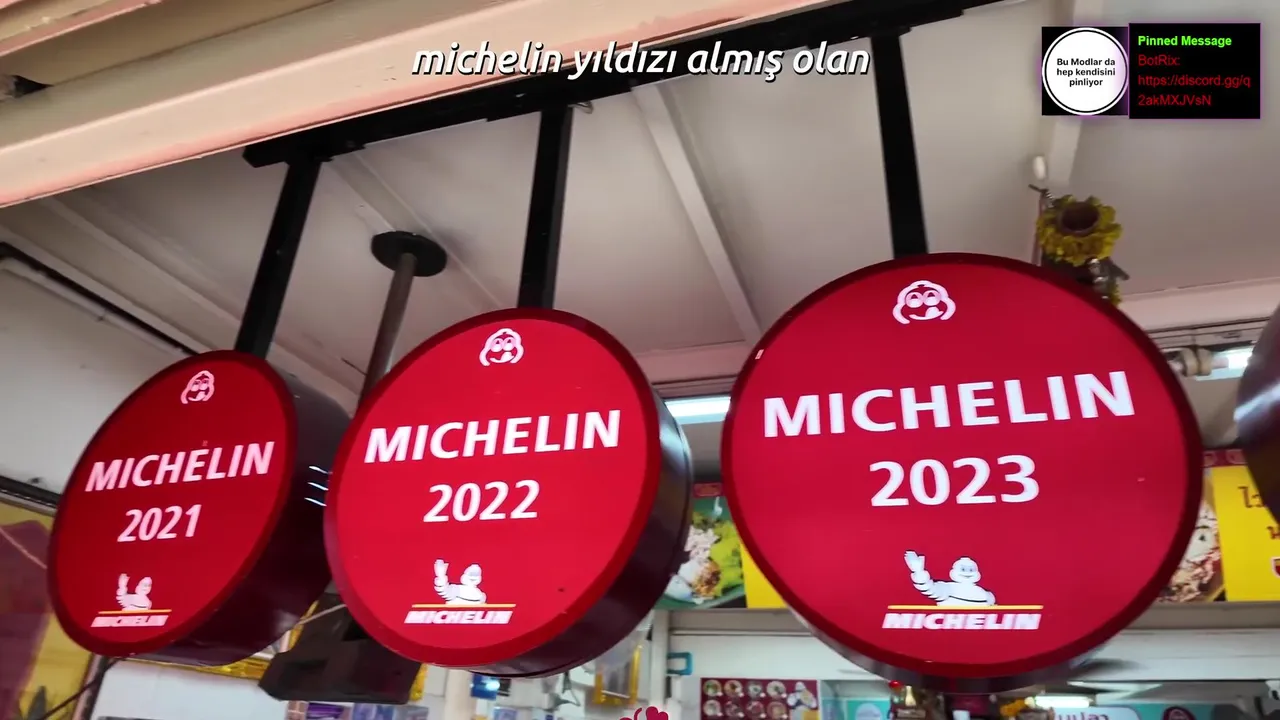 michelin yıldızı almış olan
Bu Modlar da
hep kendisini
pinliyor
Pinned Message
BotRix:
https://discord.gg/q
2akMXJVsN
MICHELIN
2021
MICHELIN
MICHELIN
2022
MICHELIN
MICHELIN
2023
MICHELIN